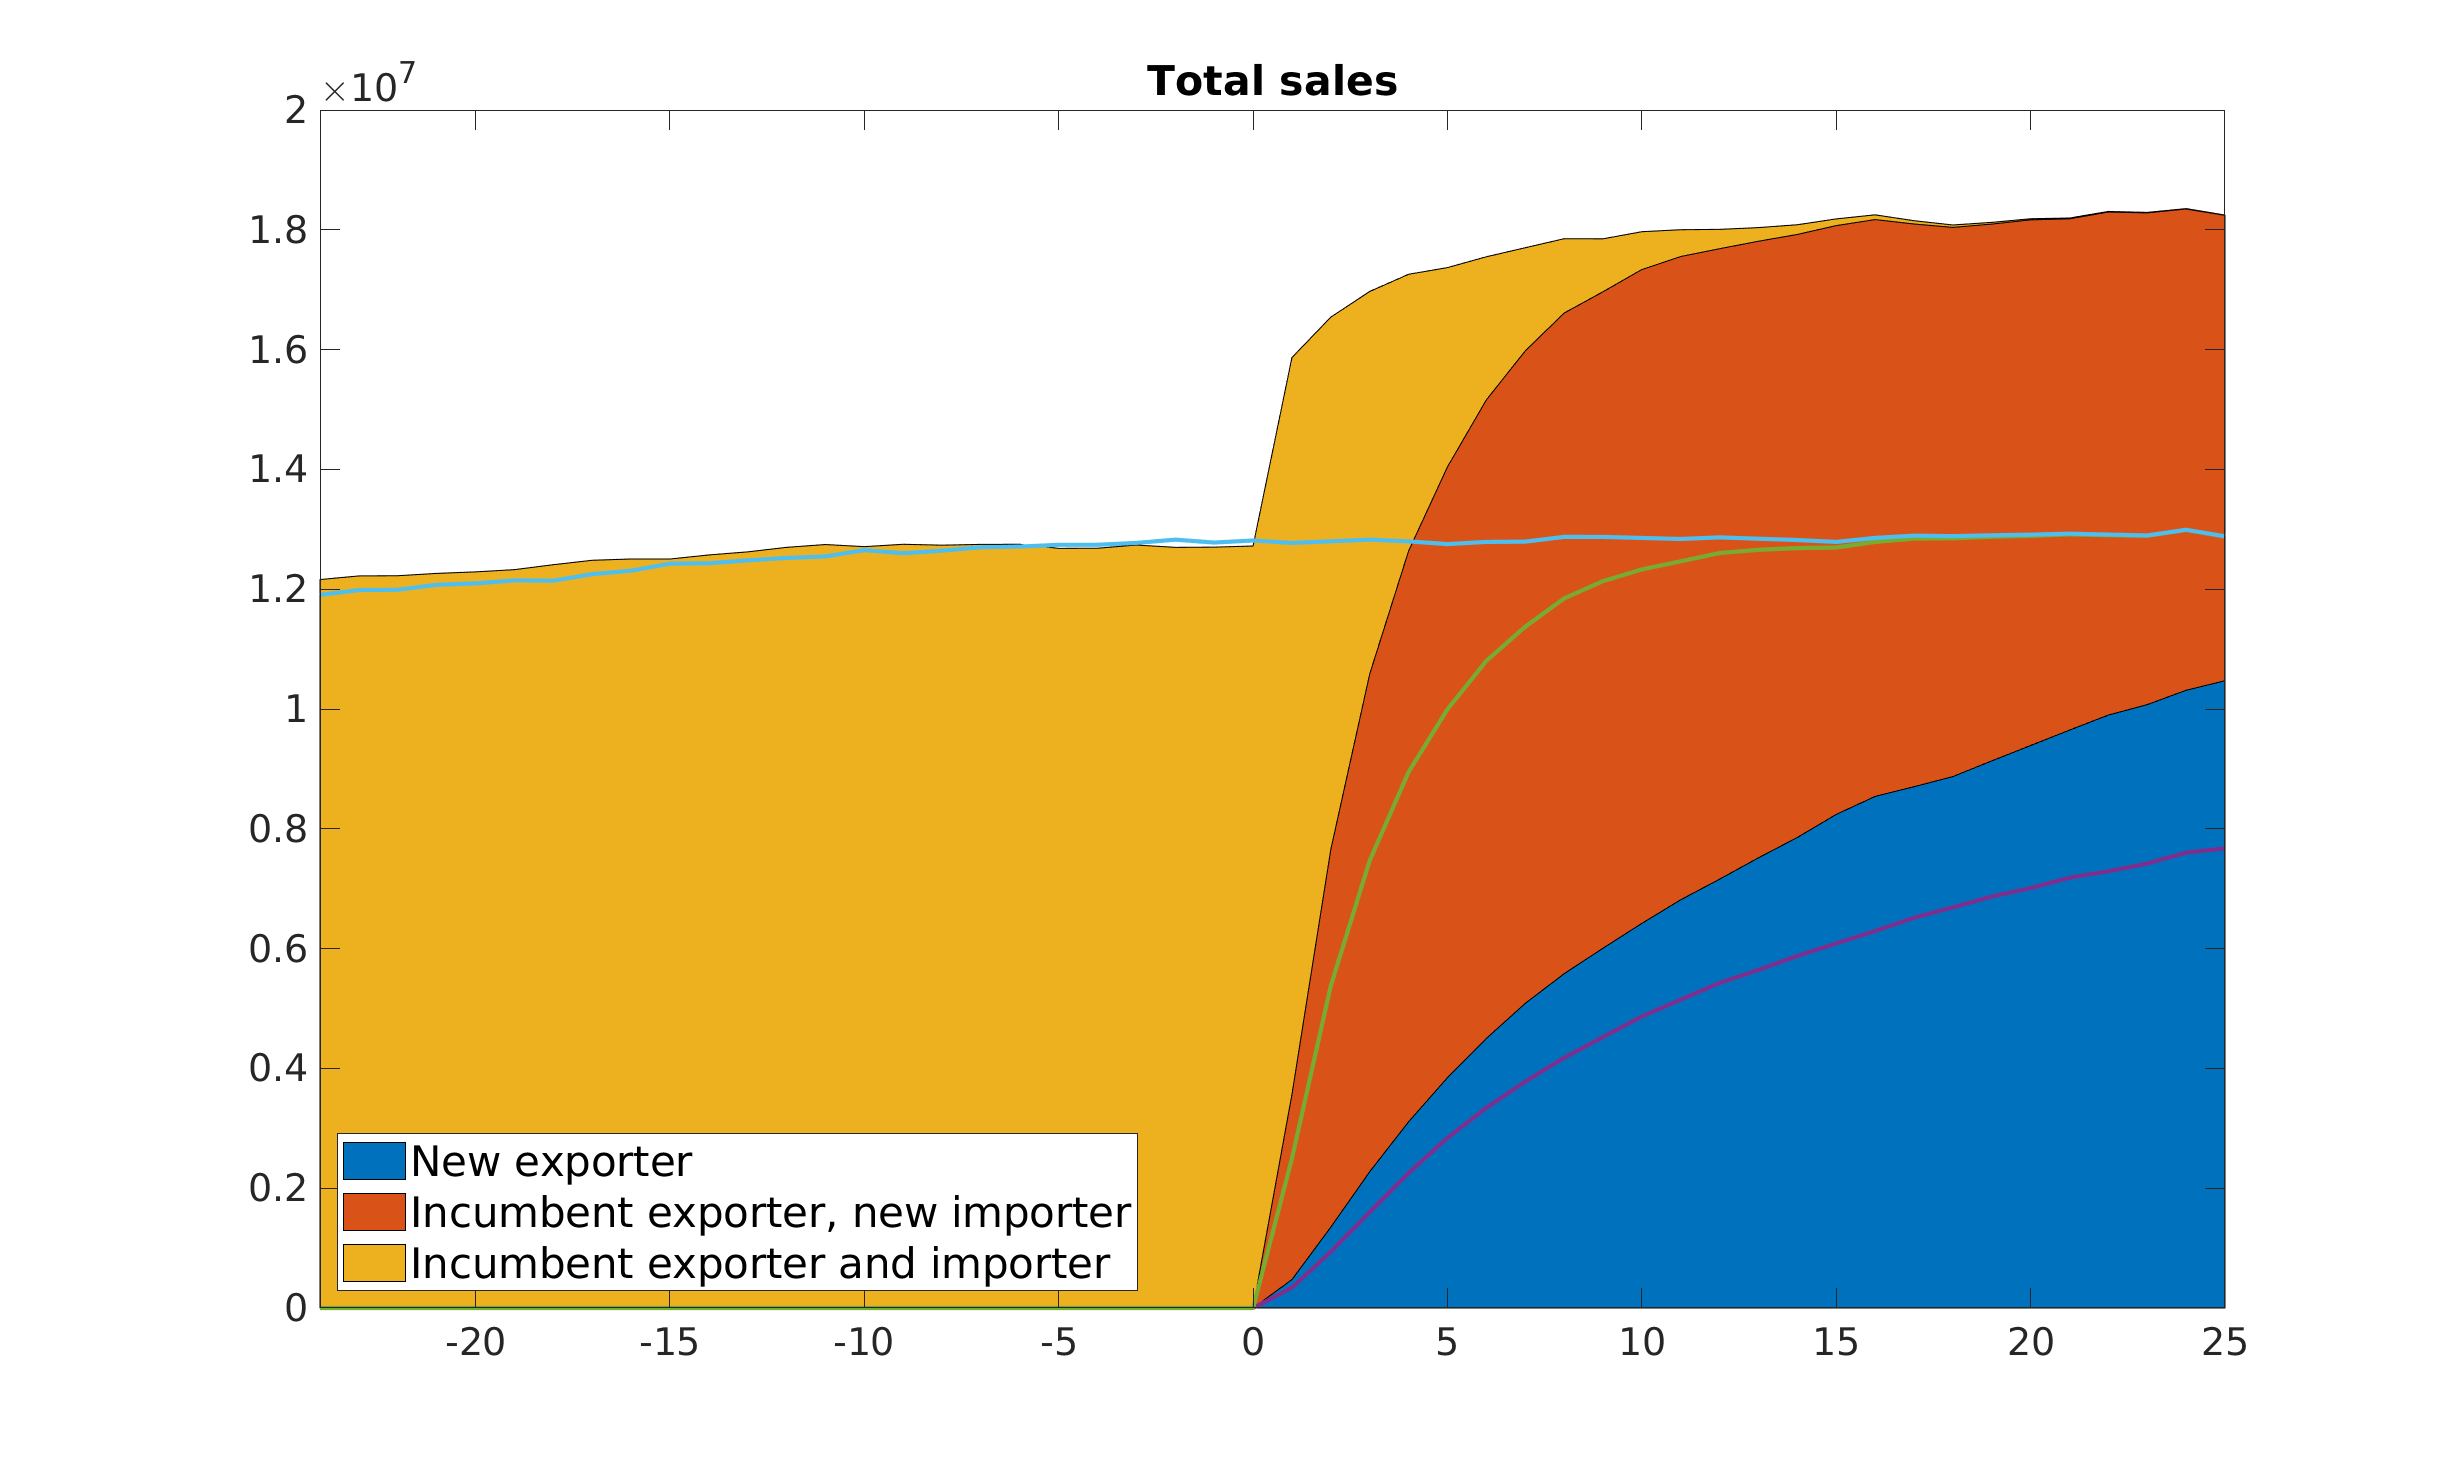 Total sales
×10^7
2
1.8
1.6
1.4
1.2
1
0.8
0.6
0.4
0.2
0
New exporter
Incumbent exporter, new importer
Incumbent exporter and importer
-20 -15 -10 -5 0 5 10 15 20 25